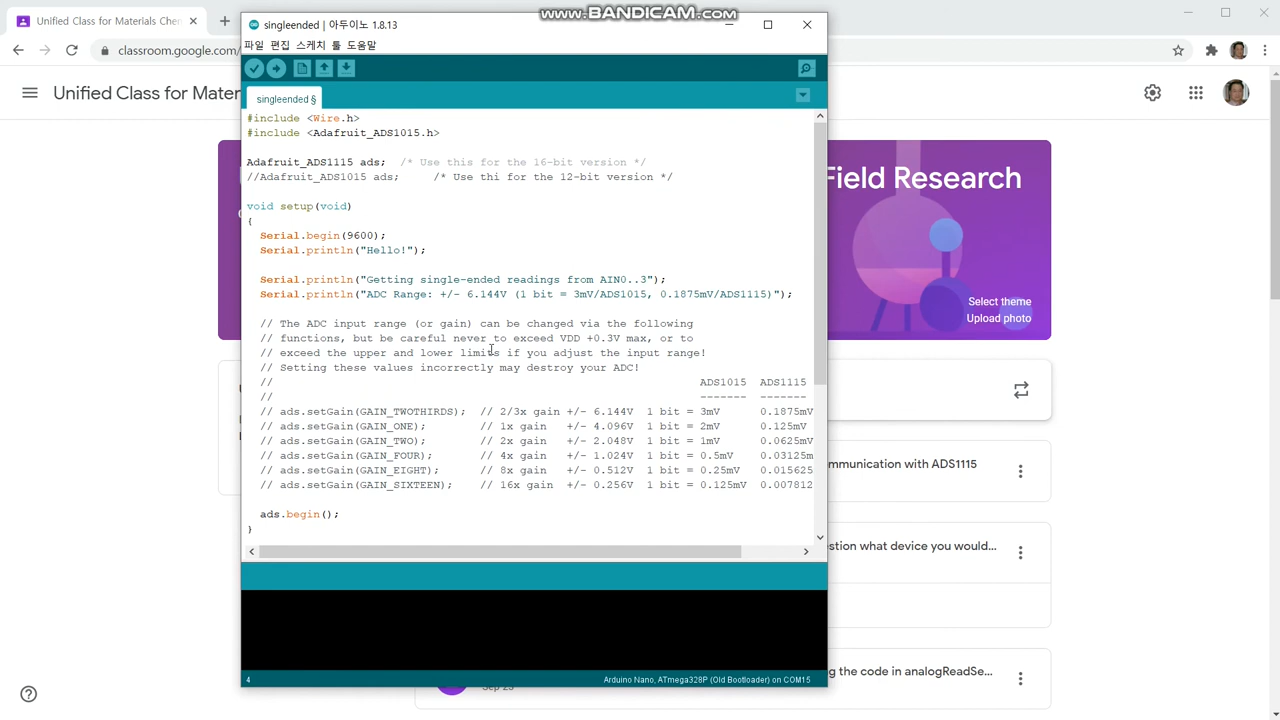 www.BANDICAM.com
Unified Class for Materials Chem
classroom.google.com/
Unified Class for Mater
singleended | 아두이노 1.8.13
파일 편집 스케치 툴 도움말
singleended §
#include <Wire.h>
#include <Adafruit_ADS1015.h>
Adafruit_ADS1115 ads;  /* Use this for the 16-bit version */
//Adafruit_ADS1015 ads;     /* Use thi for the 12-bit version */
void setup(void)
{
Serial.begin(9600);
Serial.println("Hello!");
Serial.println("Getting single-ended readings from AIN0..3");
Serial.println("ADC Range: +/- 6.144V (1 bit = 3mV/ADS1015, 0.1875mV/ADS1115)");
// The ADC input range (or gain) can be changed via the following
// functions, but be careful never to exceed VDD +0.3V max, or to
// exceed the upper and lower limits if you adjust the input range!
// Setting these values incorrectly may destroy your ADC!
// ADS1015 ADS1115
// ------- -------
// ads.setGain(GAIN_TWOTHIRDS); // 2/3x gain +/- 6.144V 1 bit = 3mV 0.1875mV
// ads.setGain(GAIN_ONE); // 1x gain +/- 4.096V 1 bit = 2mV 0.125mV
// ads.setGain(GAIN_TWO); // 2x gain +/- 2.048V 1 bit = 1mV 0.0625mV
// ads.setGain(GAIN_FOUR); // 4x gain +/- 1.024V 1 bit = 0.5mV 0.03125m
// ads.setGain(GAIN_EIGHT); // 8x gain +/- 0.512V 1 bit = 0.25mV 0.015625
// ads.setGain(GAIN_SIXTEEN); // 16x gain +/- 0.256V 1 bit = 0.125mV 0.007812
ads.begin();
}
4
Arduino Nano, ATmega328P (Old Bootloader) on COM15
Field Research
Select theme
Upload photo
mmunication with ADS1115
stion what device you would...
g the code in analogReadSe...